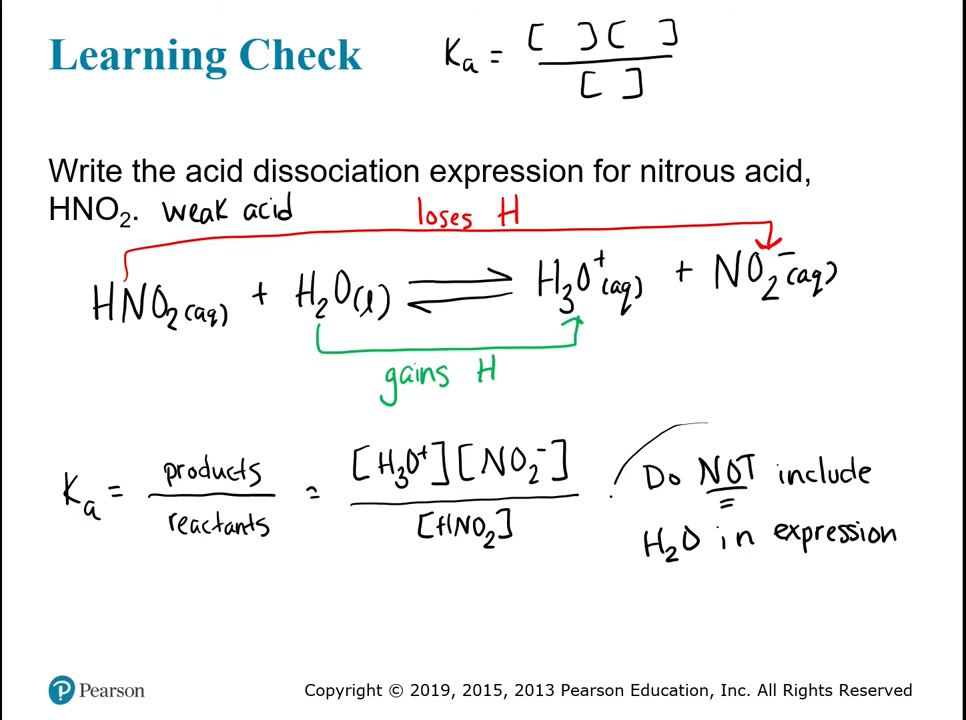 Learning Check
Kₐ = [ ][ ] / [ ]
Write the acid dissociation expression for nitrous acid,
HNO₂. weak acid
loses H
HNO₂(aq) + H₂O(l) ⇌ H₃O⁺(aq) + NO₂⁻(aq)
gains H
Kₐ = products / reactants = [H₃O⁺][NO₂⁻] / [HNO₂]
Do NOT include
H₂O in expression
P Pearson
Copyright © 2019, 2015, 2013 Pearson Education, Inc. All Rights Reserved